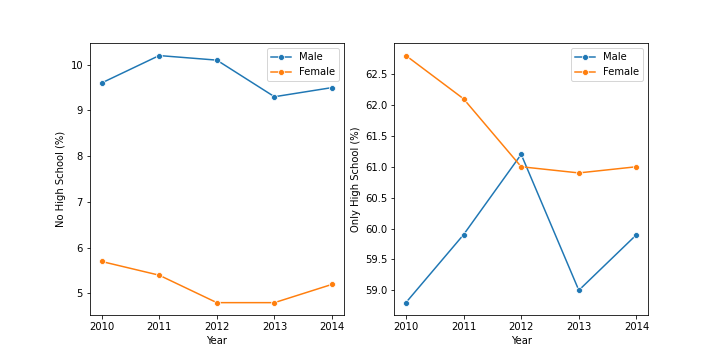 No High School (%)
10
9
8
7
6
5
2010 2011 2012 2013 2014
Year
Male
Female
Only High School (%)
62.5
62.0
61.5
61.0
60.5
60.0
59.5
59.0
2010 2011 2012 2013 2014
Year
Male
Female